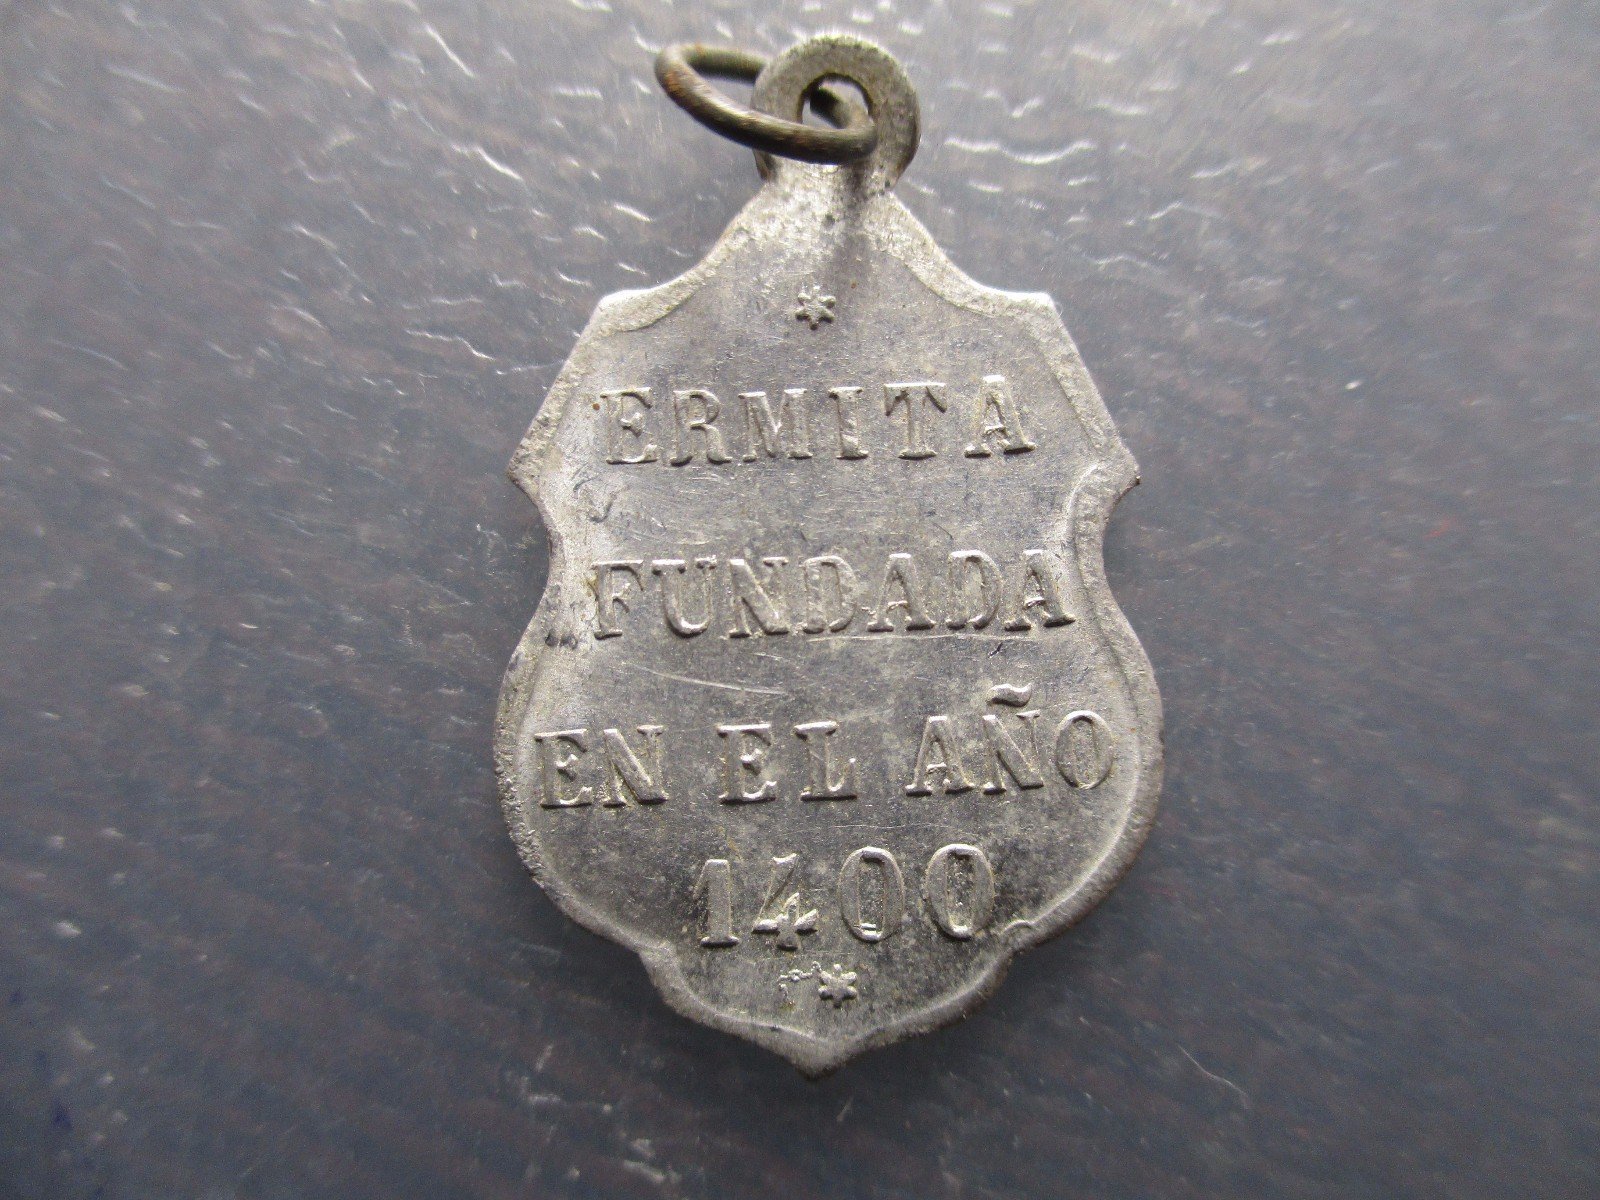 ERMITA
FUNDADA
EN EL AÑO
1400